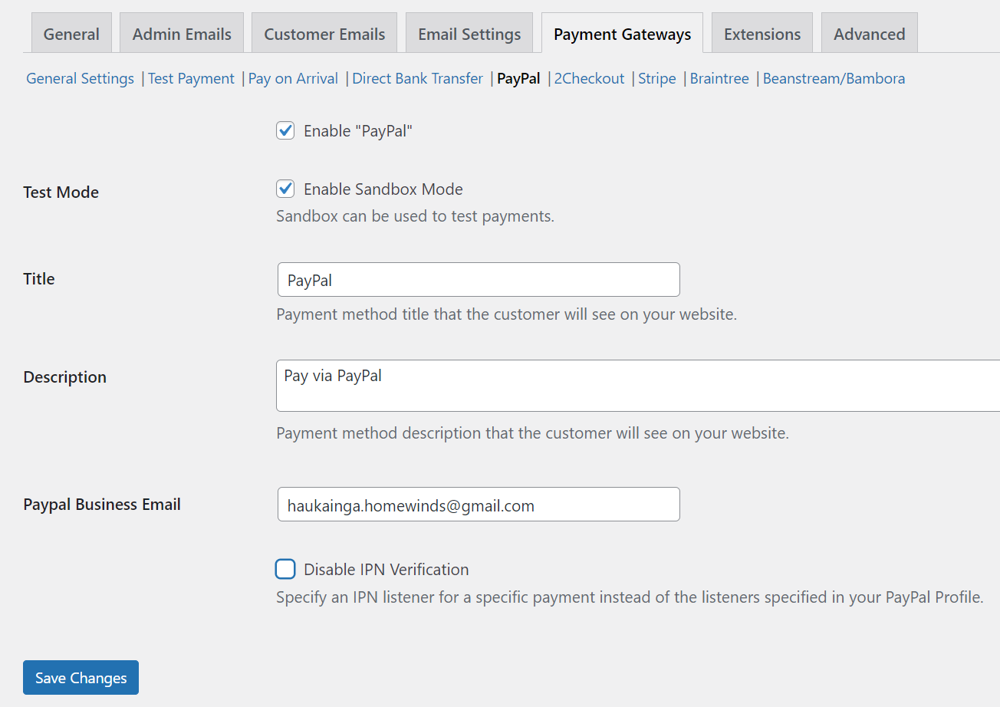 General Admin Emails Customer Emails Email Settings Payment Gateways Extensions Advanced
General Settings | Test Payment | Pay on Arrival | Direct Bank Transfer | PayPal | 2Checkout | Stripe | Braintree | Beanstream/Bambora
Enable "PayPal"
Test Mode Enable Sandbox Mode
Sandbox can be used to test payments.
Title PayPal
Payment method title that the customer will see on your website.
Description Pay via PayPal
Payment method description that the customer will see on your website.
Paypal Business Email haukainga.homewinds@gmail.com
Disable IPN Verification
Specify an IPN listener for a specific payment instead of the listeners specified in your PayPal Profile.
Save Changes